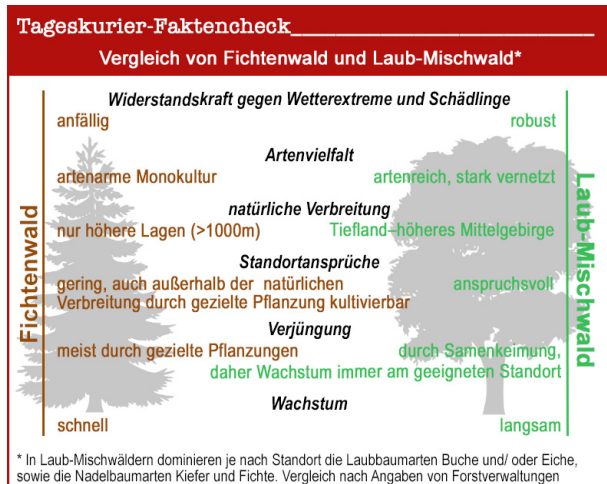 Tageskurier-Faktencheck
Vergleich von Fichtenwald und Laub-Mischwald*
Widerstandskraft gegen Wetterextreme und Schädlinge
anfällig
robust
Artenvielfalt
artenarme Monokultur
artenreich, stark vernetzt
natürliche Verbreitung
nur höhere Lagen (>1000m)
Tiefland–höheres Mittelgebirge
Standortansprüche
gering, auch außerhalb der natürlichen
Verbreitung durch gezielte Pflanzung kultivierbar
anspruchsvoll
Verjüngung
meist durch gezielte Pflanzungen
durch Samenkeimung,
daher Wachstum immer am geeigneten Standort
Wachstum
schnell
langsam
Fichtenwald
Laub-Mischwald
* In Laub-Mischwäldern dominieren je nach Standort die Laubbaumarten Buche und/ oder Eiche,
sowie die Nadelbaumarten Kiefer und Fichte. Vergleich nach Angaben von Forstverwaltungen